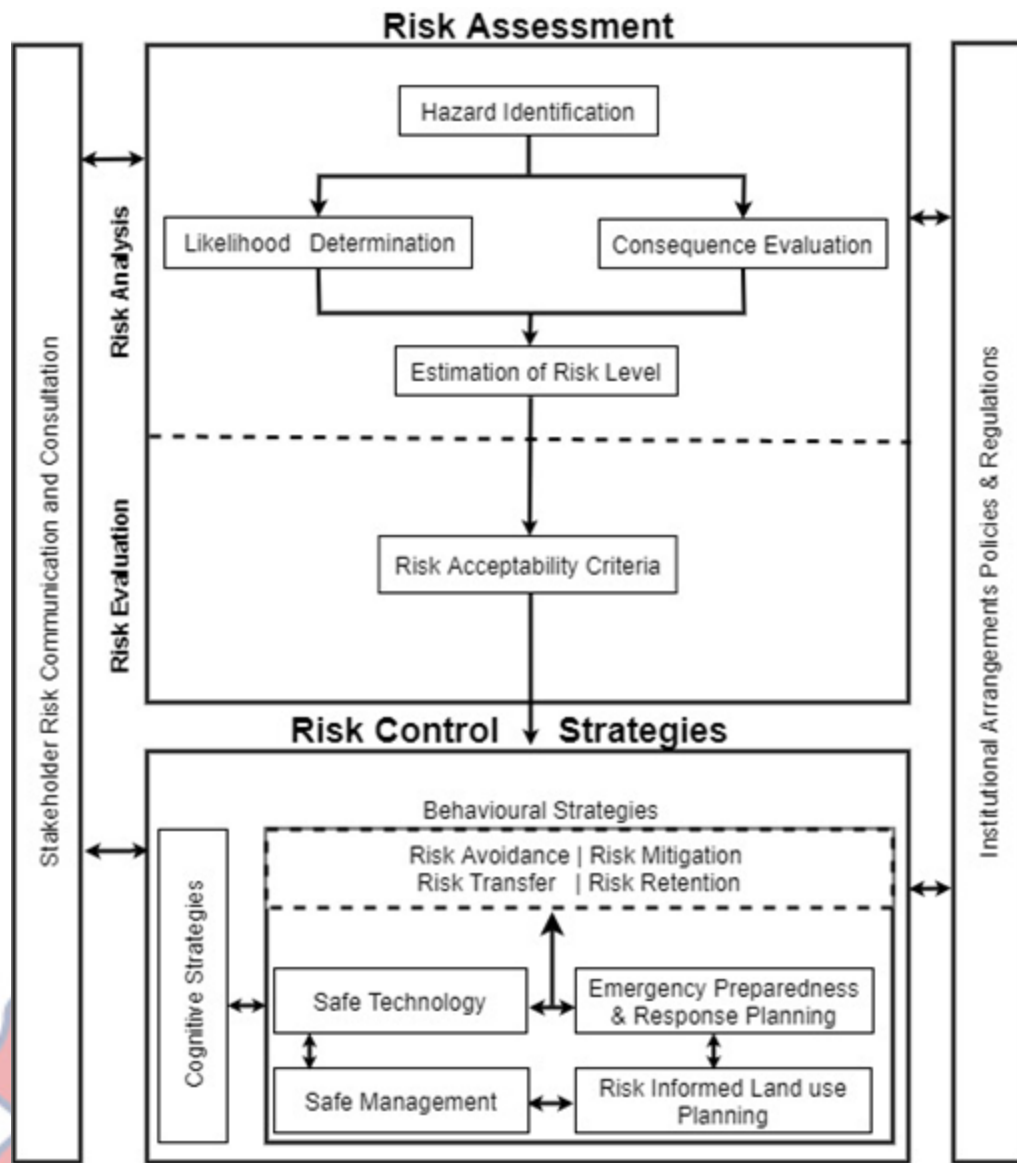 Risk Assessment
Hazard Identification
Likelihood Determination
Consequence Evaluation
Risk Analysis
Estimation of Risk Level
Risk Evaluation
Risk Acceptability Criteria
Stakeholder Risk Communication and Consultation
Institutional Arrangements Policies & Regulations
Risk Control Strategies
Behavioural Strategies
Risk Avoidance | Risk Mitigation
Risk Transfer | Risk Retention
Cognitive Strategies
Safe Technology
Emergency Preparedness
& Response Planning
Safe Management
Risk Informed Land use
Planning